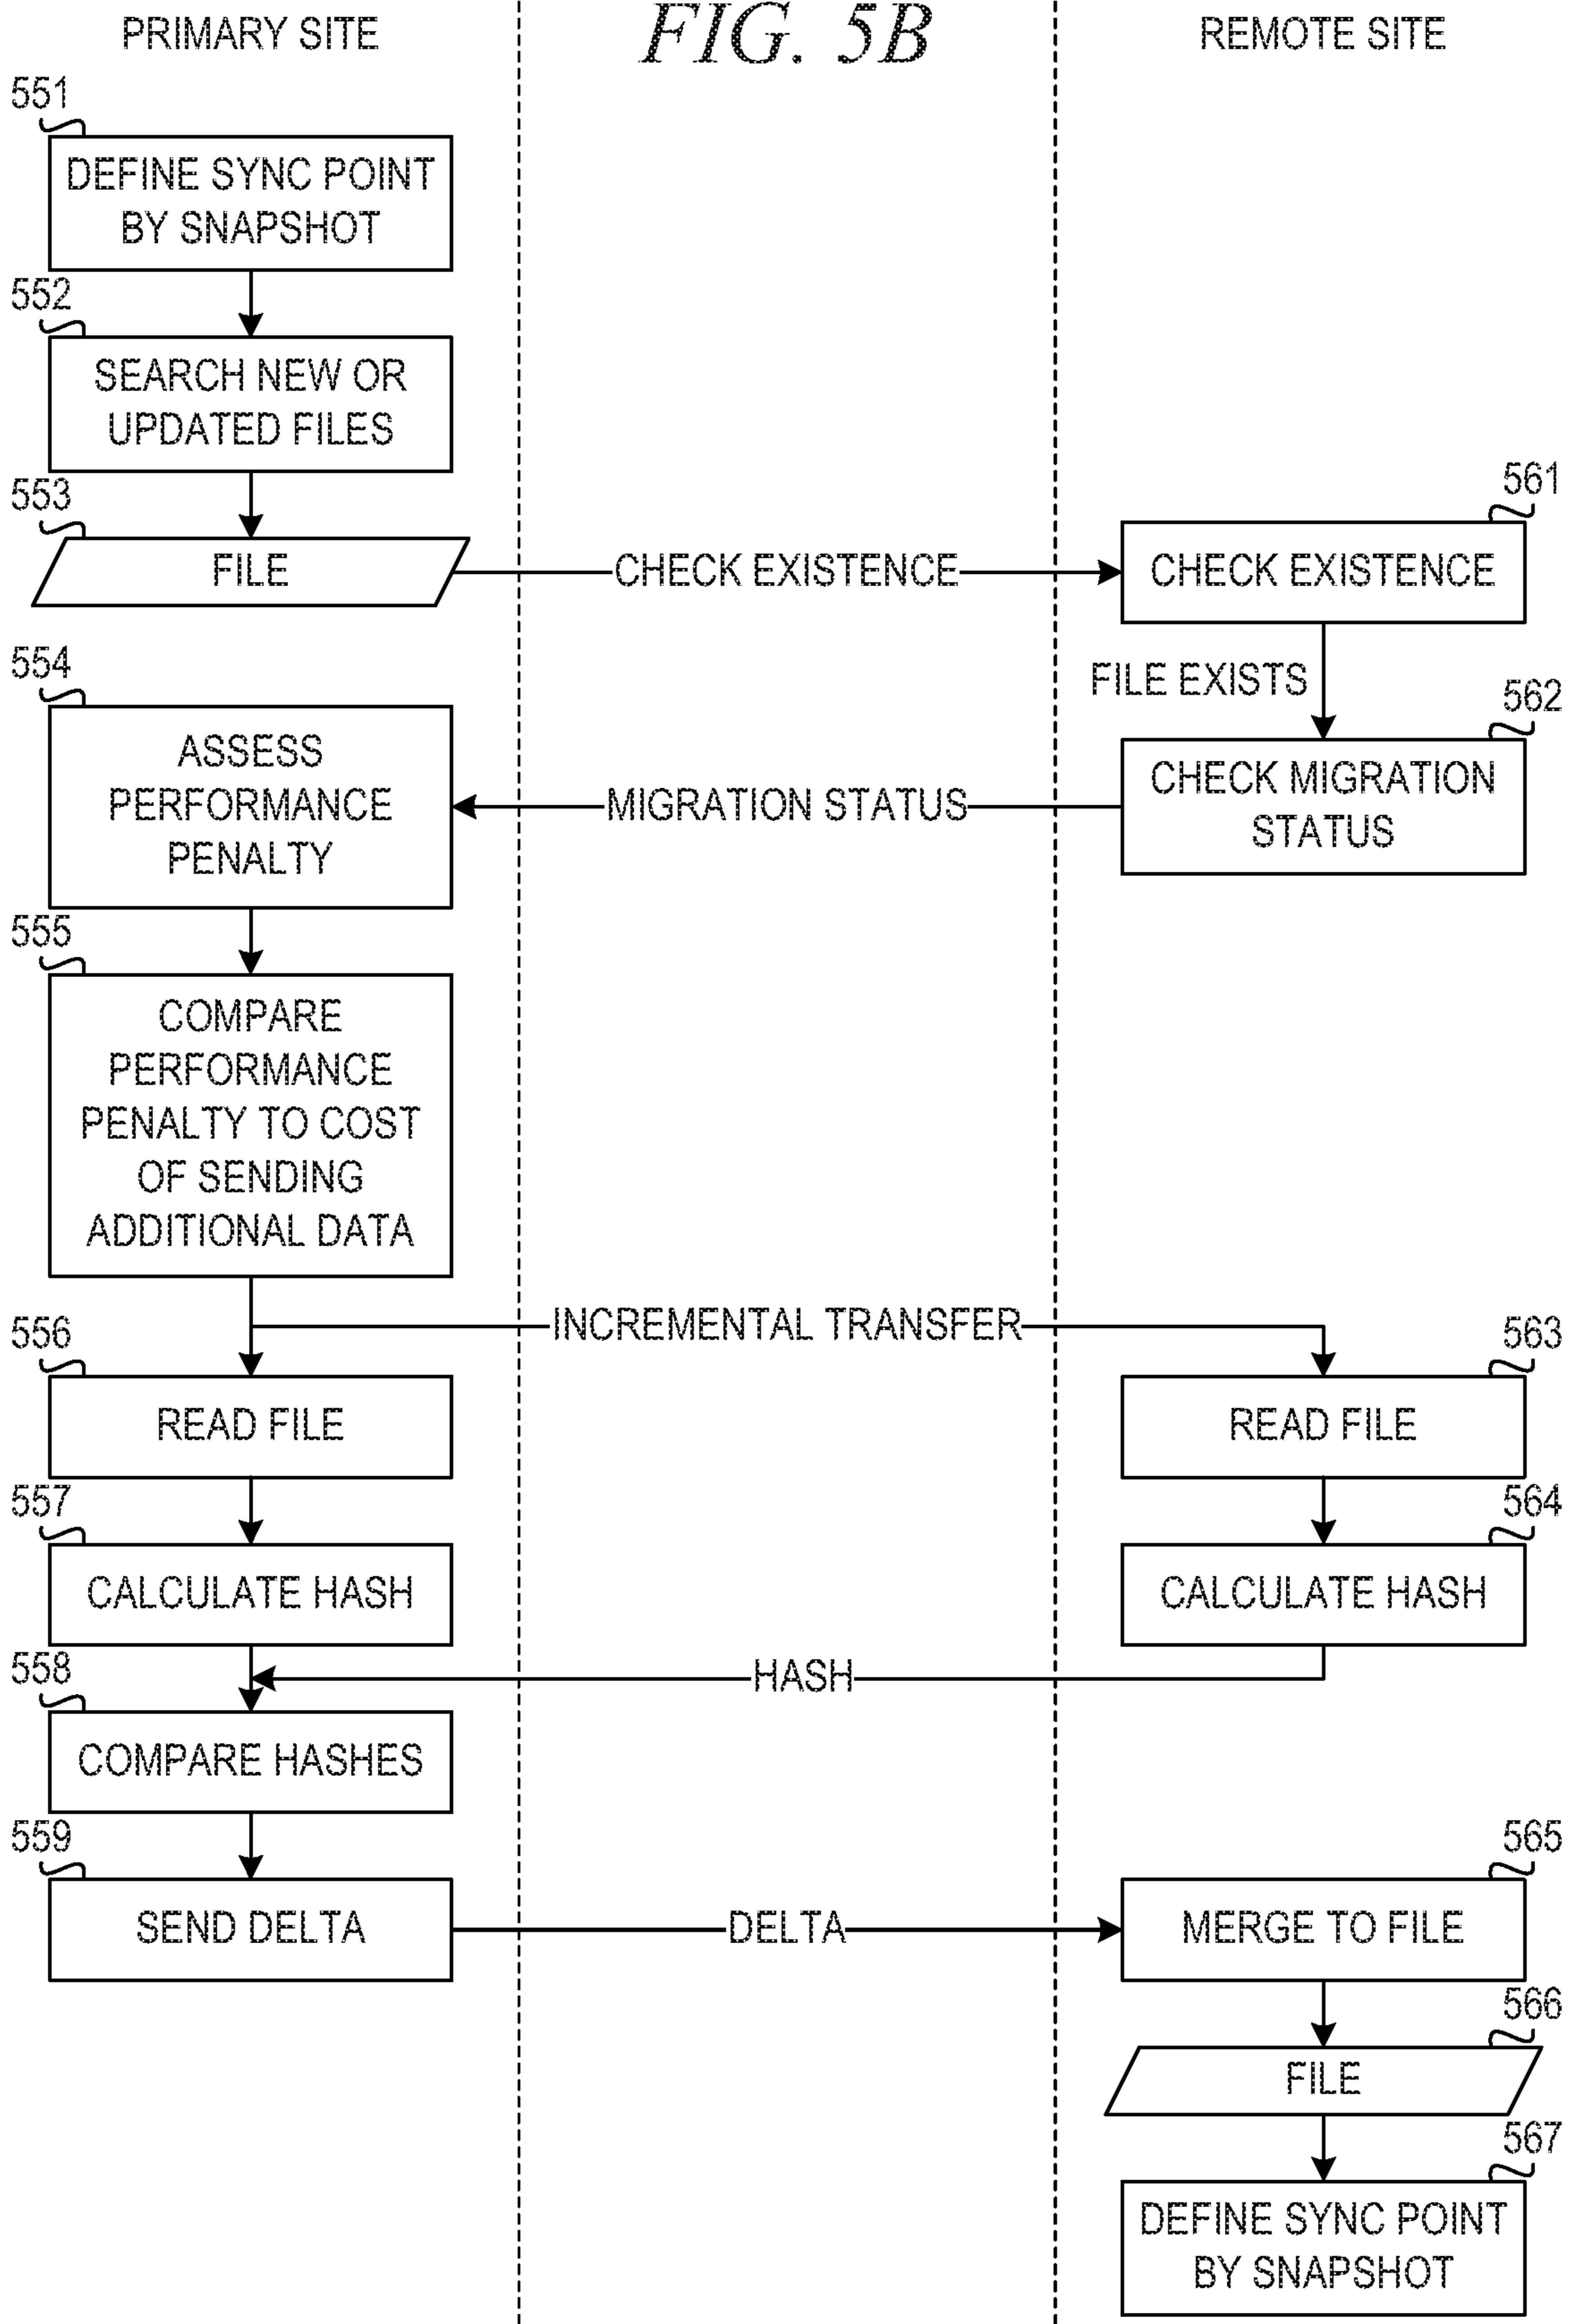 PRIMARY SITE
FIG. 5B
REMOTE SITE
551
DEFINE SYNC POINT
BY SNAPSHOT
552
SEARCH NEW OR
UPDATED FILES
553
FILE
CHECK EXISTENCE
561
CHECK EXISTENCE
FILE EXISTS
554
ASSESS
PERFORMANCE
PENALTY
MIGRATION STATUS
562
CHECK MIGRATION
STATUS
555
COMPARE
PERFORMANCE
PENALTY TO COST
OF SENDING
ADDITIONAL DATA
INCREMENTAL TRANSFER
556
READ FILE
563
READ FILE
557
CALCULATE HASH
564
CALCULATE HASH
HASH
558
COMPARE HASHES
559
SEND DELTA
DELTA
565
MERGE TO FILE
566
FILE
567
DEFINE SYNC POINT
BY SNAPSHOT